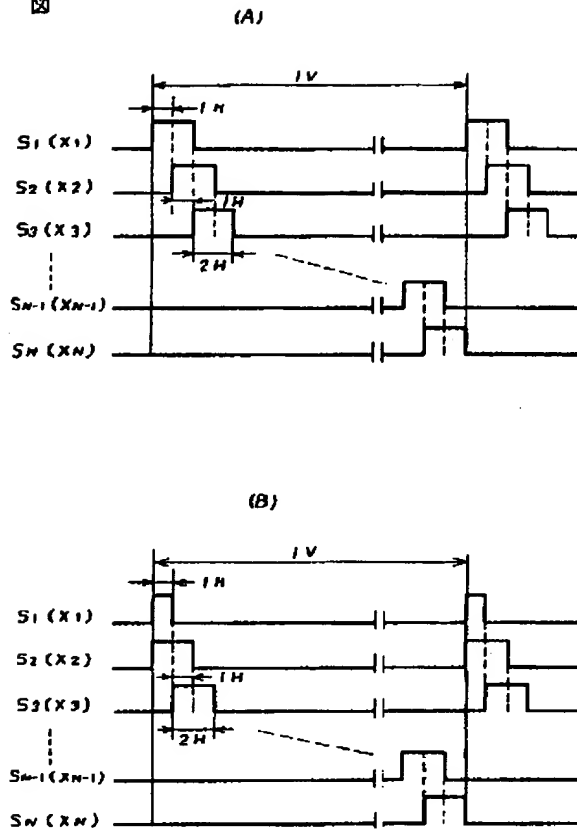 図
(A)
1V
1H
S1 (X1)
S2 (X2)
1H
S3 (X3)
2H
SN-1 (XN-1)
SN (XN)
(B)
1V
1H
S1 (X1)
S2 (X2)
1H
S3 (X3)
2H
SN-1 (XN-1)
SN (XN)